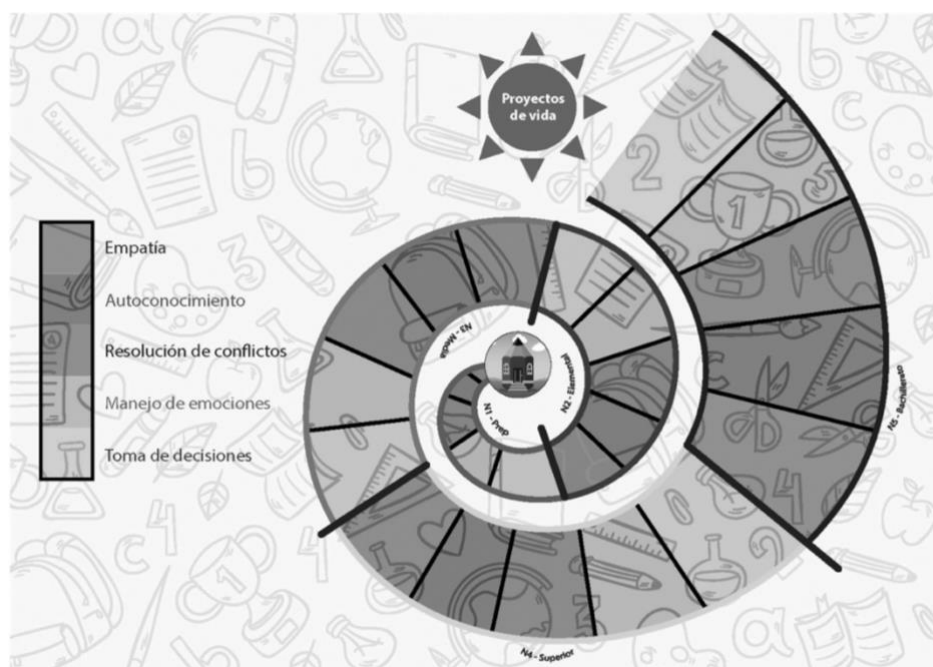 Proyectos
de vida
Empatía
Autoconocimiento
Resolución de conflictos
Manejo de emociones
Toma de decisiones
N3 - Media
N2 - Elemental
N1 - Prep
N5 - Bachillerato
N4 - Superior